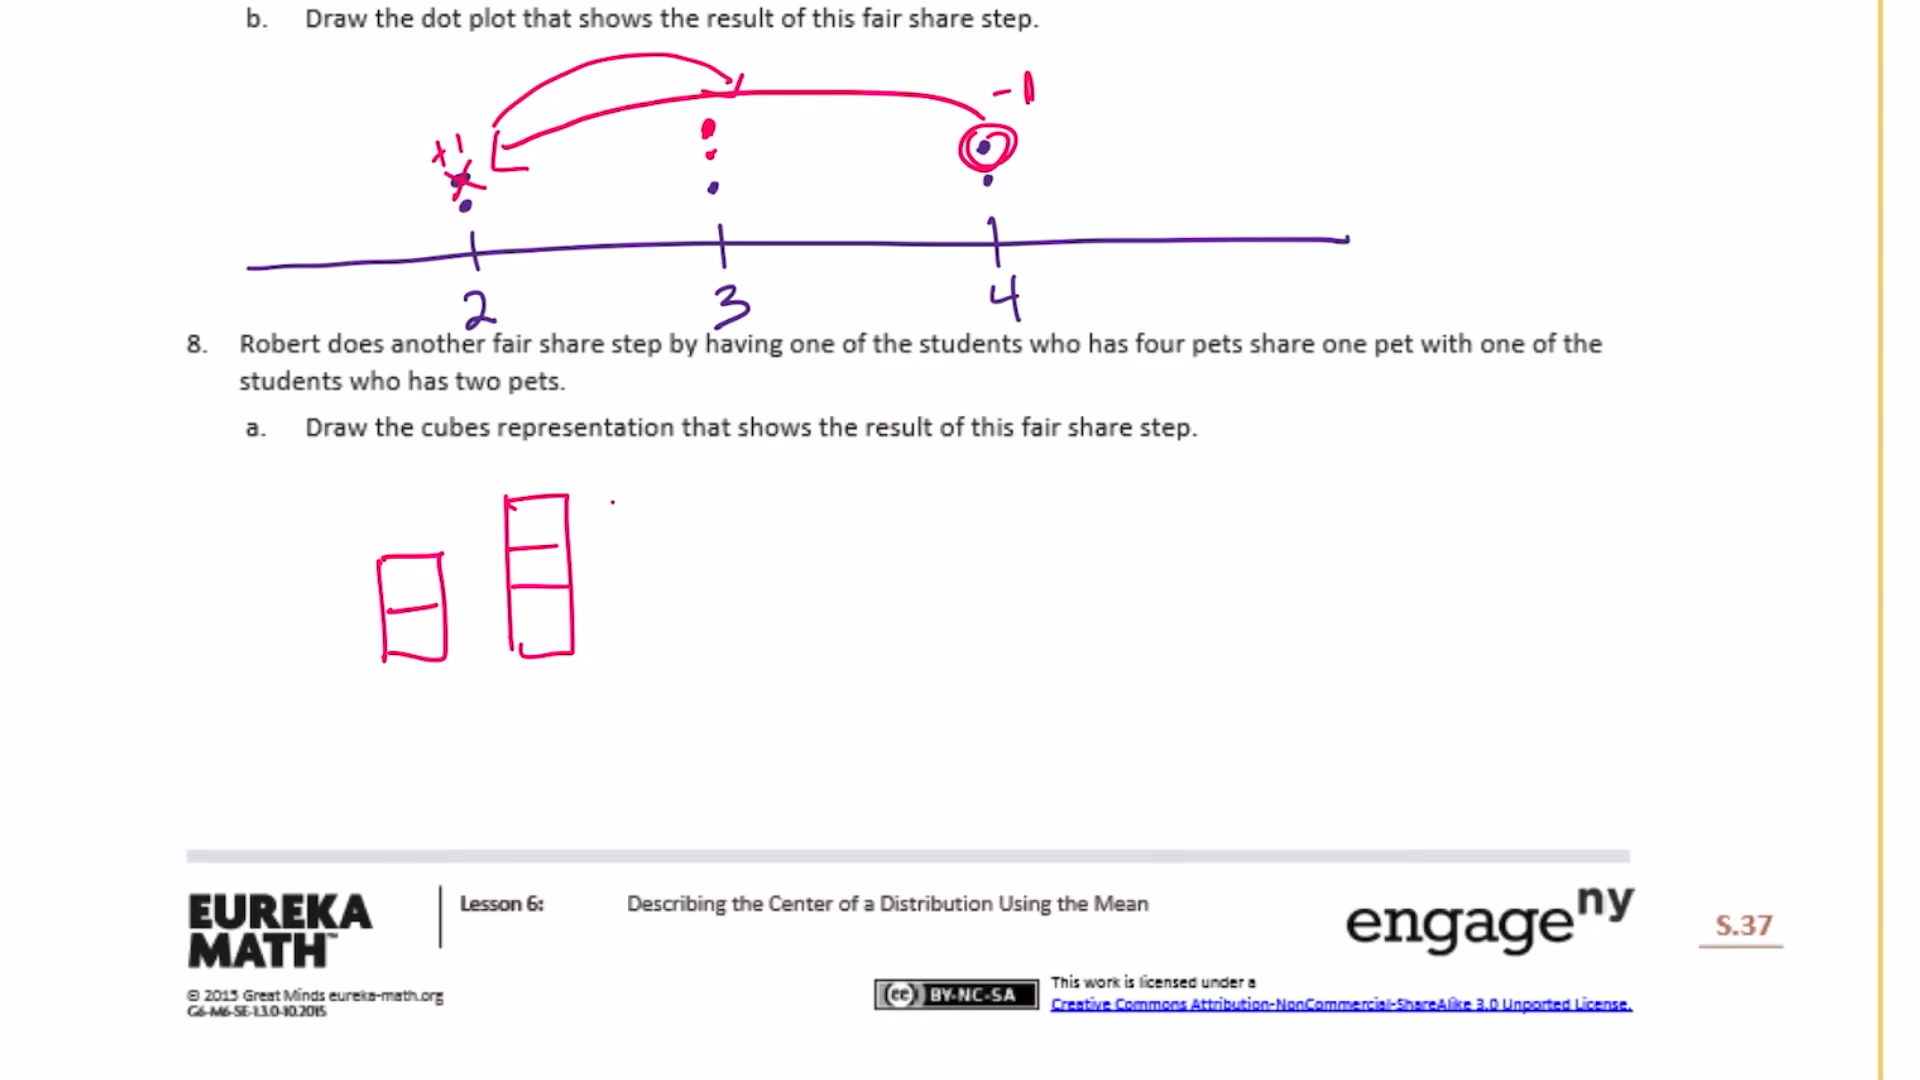 b. Draw the dot plot that shows the result of this fair share step.
-1
+1
2 3 4
8. Robert does another fair share step by having one of the students who has four pets share one pet with one of the
students who has two pets.
a. Draw the cubes representation that shows the result of this fair share step.
EUREKA
MATH™
Lesson 6: Describing the Center of a Distribution Using the Mean
engage ny
S.37
© 2015 Great Minds eureka-math.org
G6-M6-SE-1.3.0-10.2015
cc BY-NC-SA
This work is licensed under a
Creative Commons Attribution-NonCommercial-ShareAlike 3.0 Unported License.